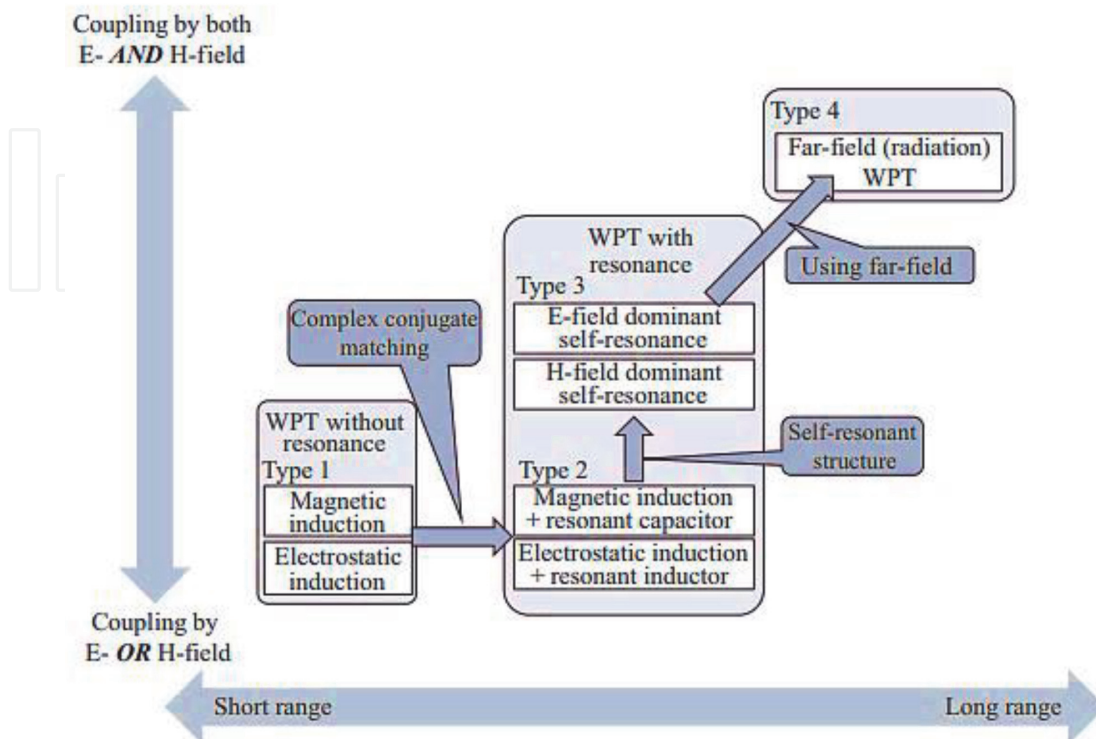 Coupling by both
E- AND H-field
Type 4
Far-field (radiation)
WPT
Using far-field
WPT with
resonance
Type 3
E-field dominant
self-resonance
H-field dominant
self-resonance
Complex conjugate
matching
WPT without
resonance
Type 1
Magnetic
induction
Electrostatic
induction
Self-resonant
structure
Type 2
Magnetic induction
+ resonant capacitor
Electrostatic induction
+ resonant inductor
Coupling by
E- OR H-field
Short range
Long range